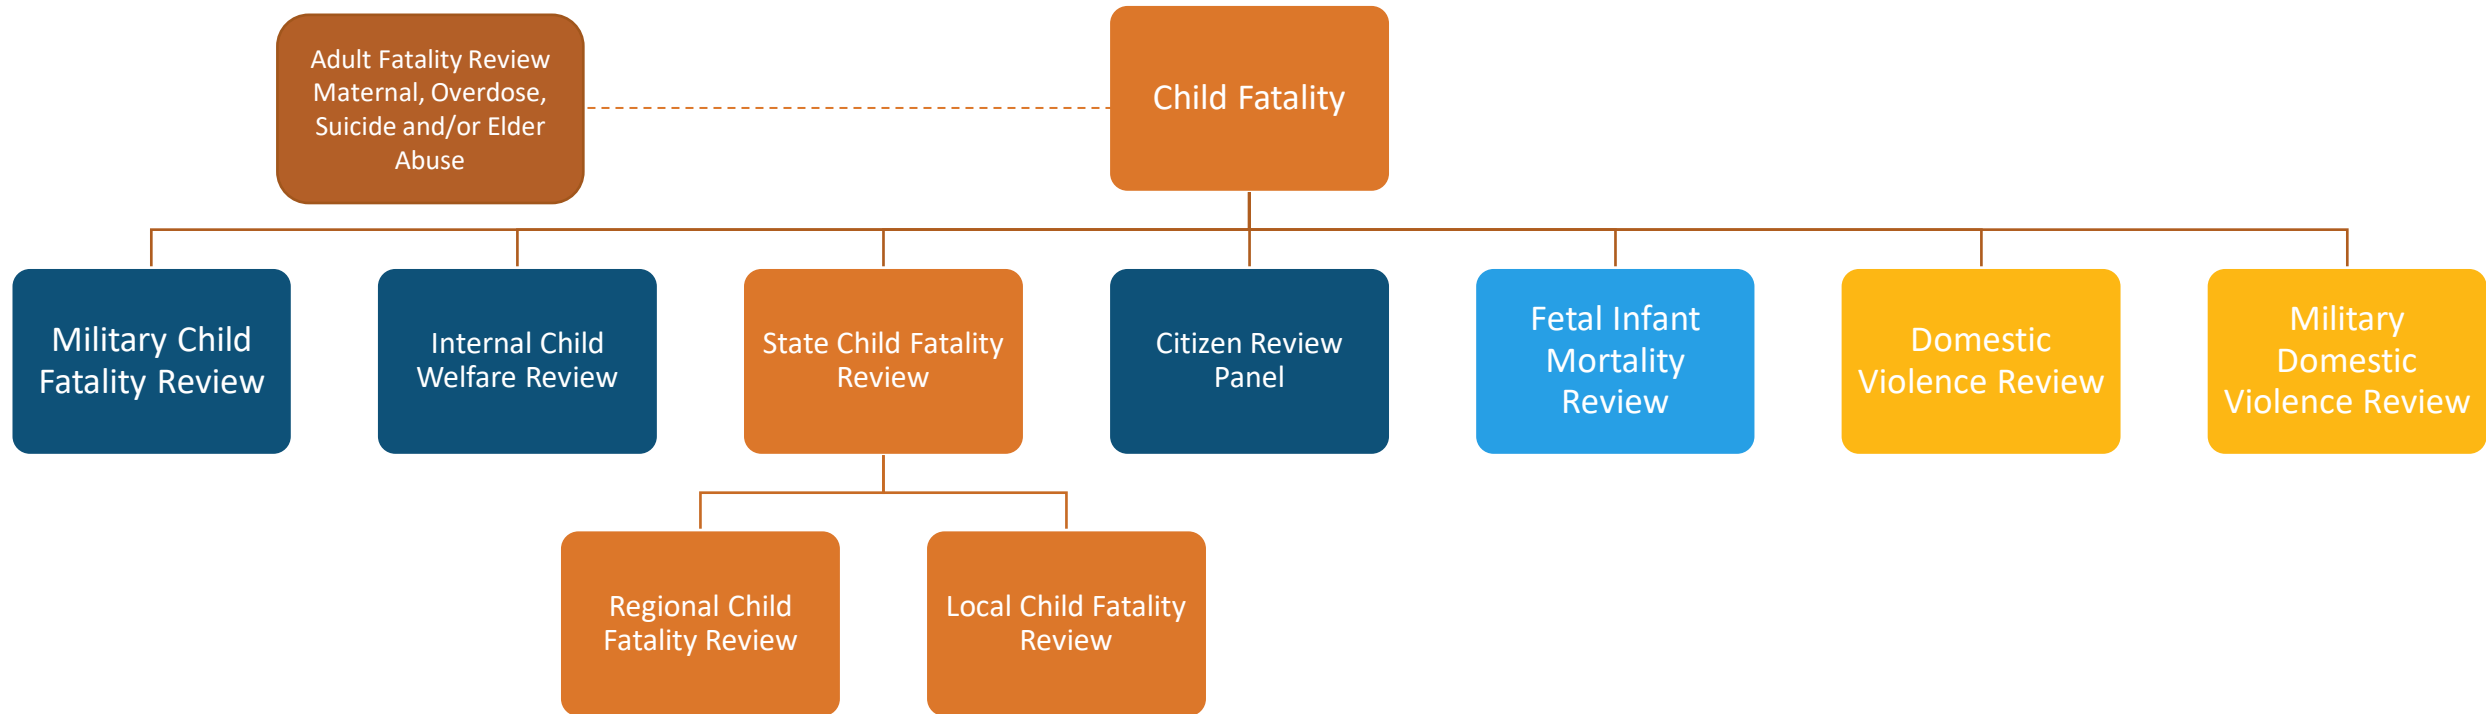 Adult Fatality Review
Maternal, Overdose,
Suicide and/or Elder
Abuse
Child Fatality
Military Child
Fatality Review
Internal Child
Welfare Review
State Child Fatality
Review
Citizen Review
Panel
Fetal Infant
Mortality
Review
Domestic
Violence Review
Military
Domestic
Violence Review
Regional Child
Fatality Review
Local Child Fatality
Review